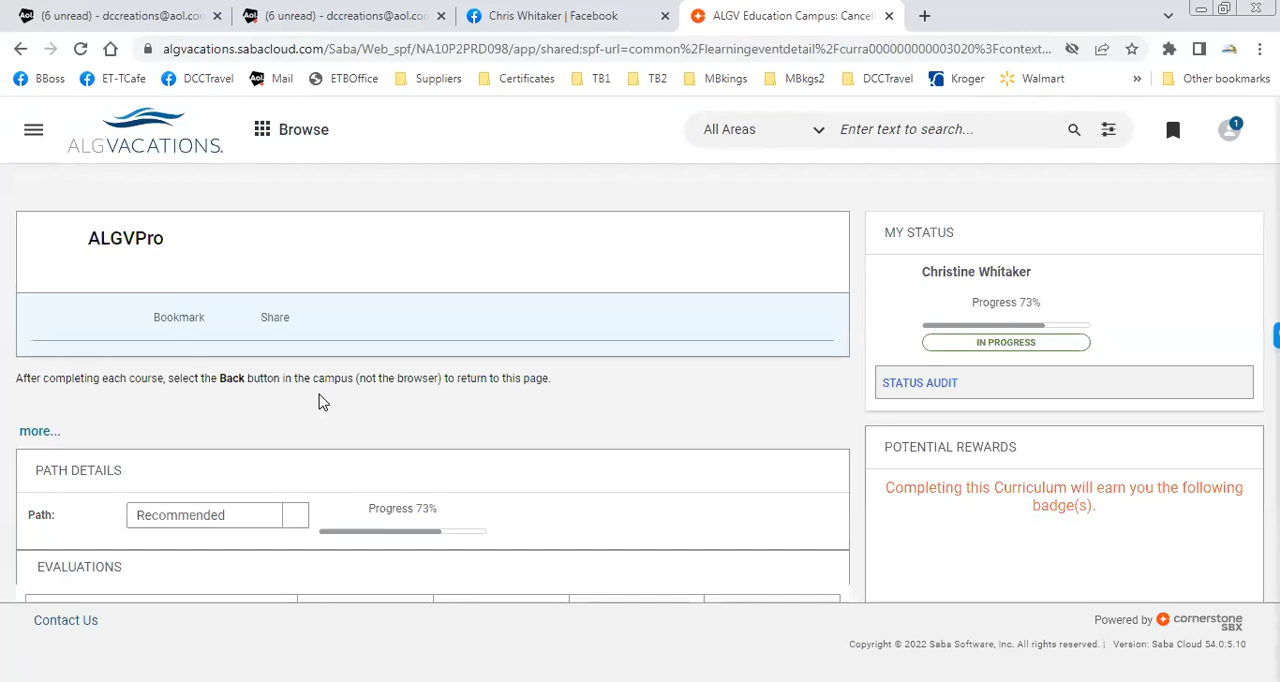 (6 unread) - dccreations@aol.co
(6 unread) - dccreations@aol.co
Chris Whitaker | Facebook
ALGV Education Campus: Cancell
algvacations.sabacloud.com/Saba/Web_spf/NA10P2PRD098/app/shared;spf-url=common%2Flearningeventdetail%2Fcurra000000000003020%3Fcontext...
BBoss
ET-TCafe
DCCTravel
Aol. Mail
ETBOffice
Suppliers
Certificates
TB1
TB2
MBkings
MBkgs2
DCCTravel
Kroger
Walmart
»
Other bookmarks
ALGVACATIONS.
Browse
All Areas
Enter text to search...
1
ALGVPro
Bookmark Share
After completing each course, select the Back button in the campus (not the browser) to return to this page.
more...
PATH DETAILS
Path: Recommended
Progress 73%
EVALUATIONS
MY STATUS
Christine Whitaker
Progress 73%
IN PROGRESS
STATUS AUDIT
POTENTIAL REWARDS
Completing this Curriculum will earn you the following
badge(s).
Contact Us
Powered by cornerstone
SBX
Copyright © 2022 Saba Software, Inc. All rights reserved. | Version: Saba Cloud 54.0.5.10